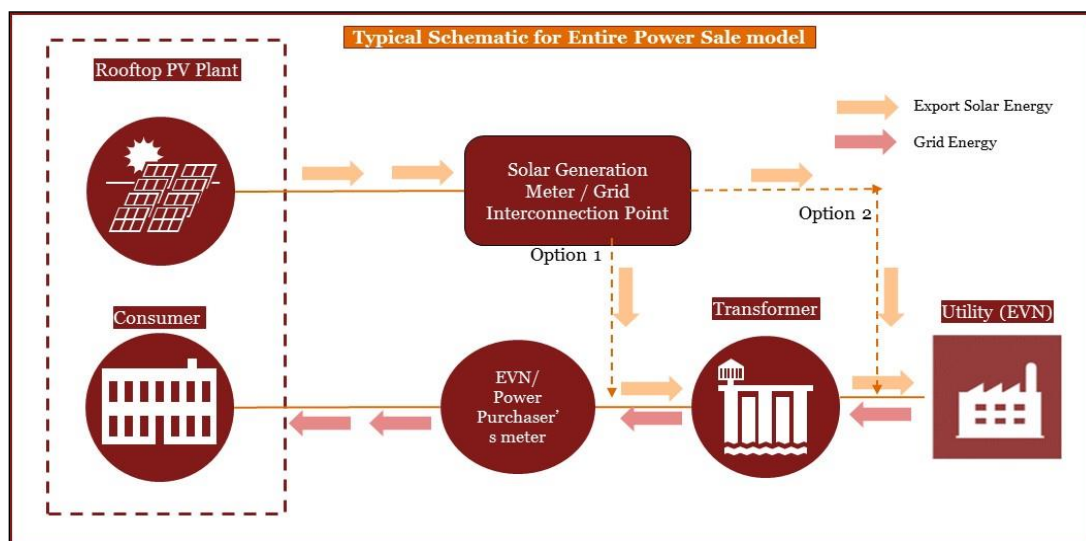 Typical Schematic for Entire Power Sale model
Rooftop PV Plant
Export Solar Energy
Grid Energy
Solar Generation
Meter / Grid
Interconnection Point
Option 1
Option 2
Consumer
EVN/
Power
Purchaser'
s meter
Transformer
Utility (EVN)